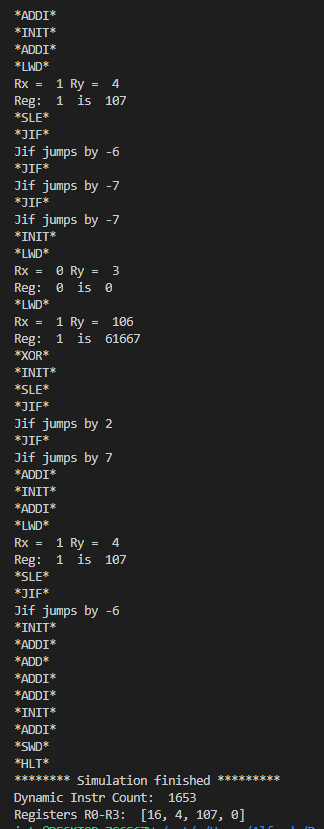 *ADDI*
*INIT*
*ADDI*
*LWD*
Rx = 1 Ry = 4
Reg: 1 is 107
*SLE*
*JIF*
Jif jumps by -6
*JIF*
Jif jumps by -7
*JIF*
Jif jumps by -7
*INIT*
*LWD*
Rx = 0 Ry = 3
Reg: 0 is 0
*LWD*
Rx = 1 Ry = 106
Reg: 1 is 61667
*XOR*
*INIT*
*SLE*
*JIF*
Jif jumps by 2
*JIF*
Jif jumps by 7
*ADDI*
*INIT*
*ADDI*
*LWD*
Rx = 1 Ry = 4
Reg: 1 is 107
*SLE*
*JIF*
Jif jumps by -6
*INIT*
*ADDI*
*ADD*
*ADDI*
*ADDI*
*INIT*
*ADDI*
*SWD*
*HLT*
******** Simulation finished *********
Dynamic Instr Count: 1653
Registers R0-R3: [16, 4, 107, 0]